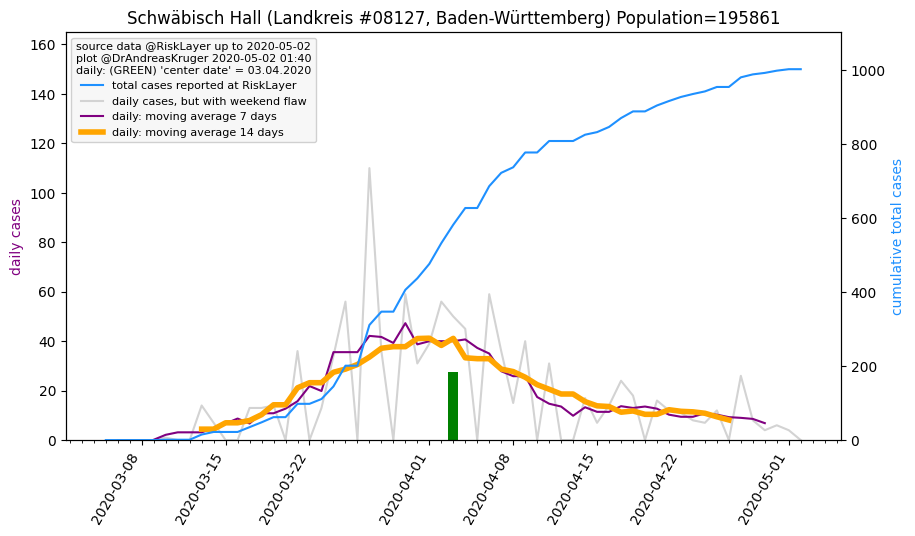 Schwäbisch Hall (Landkreis #08127, Baden-Württemberg) Population=195861
source data @RiskLayer up to 2020-05-02
plot @DrAndreasKruger 2020-05-02 01:40
daily: (GREEN) 'center date' = 03.04.2020
total cases reported at RiskLayer
daily cases, but with weekend flaw
daily: moving average 7 days
daily: moving average 14 days
daily cases
160
140
120
100
80
60
40
20
0
cumulative total cases
1000
800
600
400
200
0
2020-03-08
2020-03-15
2020-03-22
2020-04-01
2020-04-08
2020-04-15
2020-04-22
2020-05-01